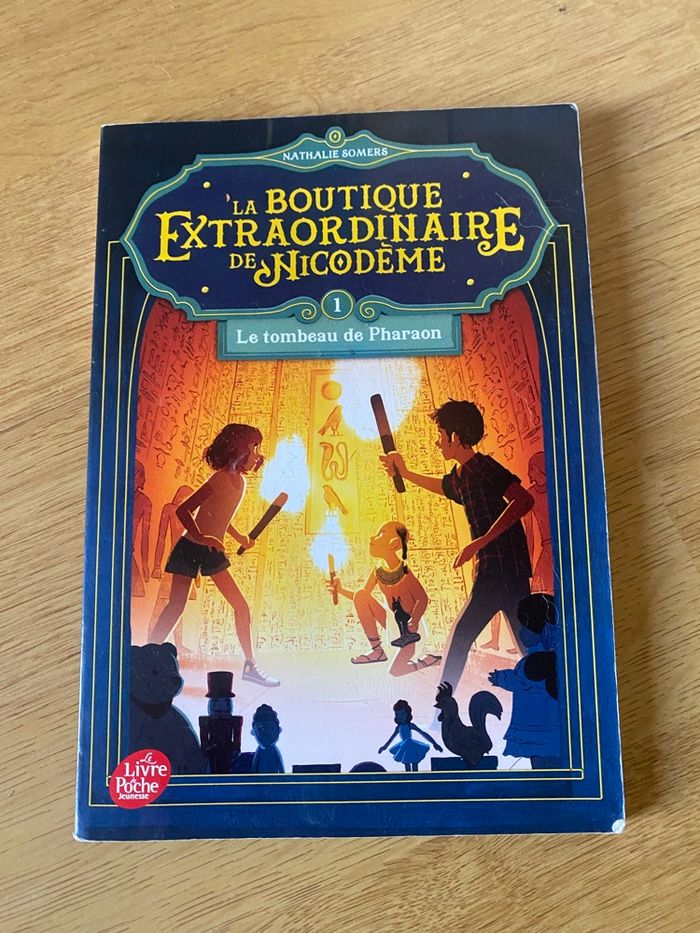 NATHALIE SOMERS
LA BOUTIQUE
EXTRAORDINAIRE
DE NICODÈME
1
Le tombeau de Pharaon
Le
Livre
de
Poche
Jeunesse